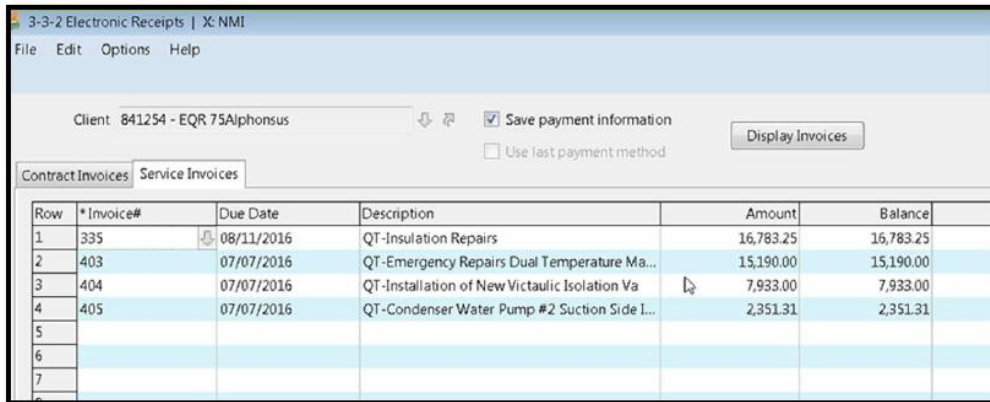 3-3-2 Electronic Receipts | X: NMI
File Edit Options Help
Client 841254 - EQR 75Alphonsus Save payment information Display Invoices
Use last payment method
Contract Invoices Service Invoices
Row *Invoice# Due Date Description Amount Balance
1 335 08/11/2016 QT-Insulation Repairs 16,783.25 16,783.25
2 403 07/07/2016 QT-Emergency Repairs Dual Temperature Ma... 15,190.00 15,190.00
3 404 07/07/2016 QT-Installation of New Victaulic Isolation Va 7,933.00 7,933.00
4 405 07/07/2016 QT-Condenser Water Pump #2 Suction Side I... 2,351.31 2,351.31
5
6
7